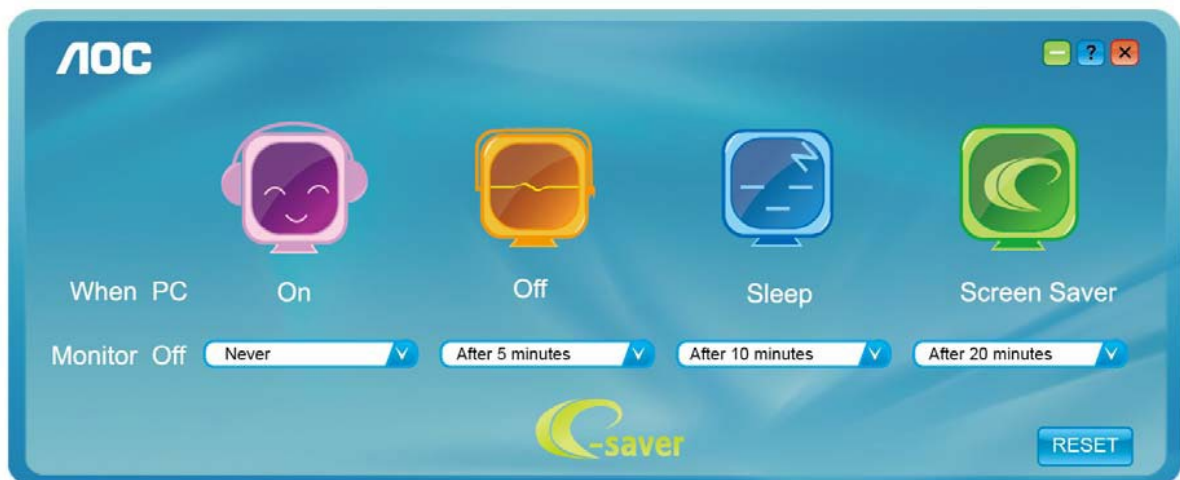 AOC
?
When PC On Off Sleep Screen Saver
Monitor Off Never After 5 minutes After 10 minutes After 20 minutes
e-saver
RESET